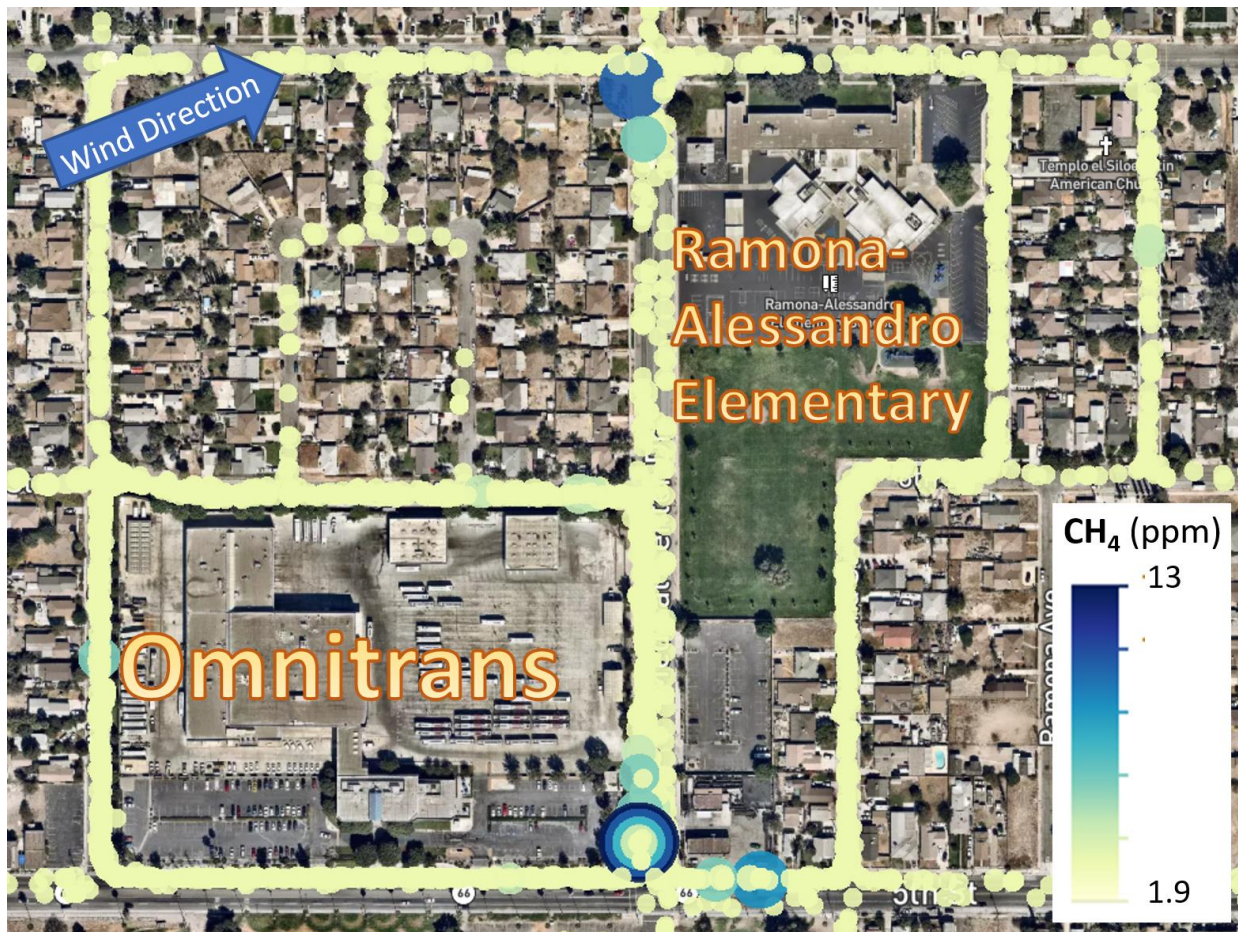 Wind Direction
Templo el Siloe
American Church
Ramona-
Ramona-Alessandro
Alessandro
Elementary
CH₄ (ppm)
13
Omnitrans
Ramona Ave
1.9
66
66
5th St